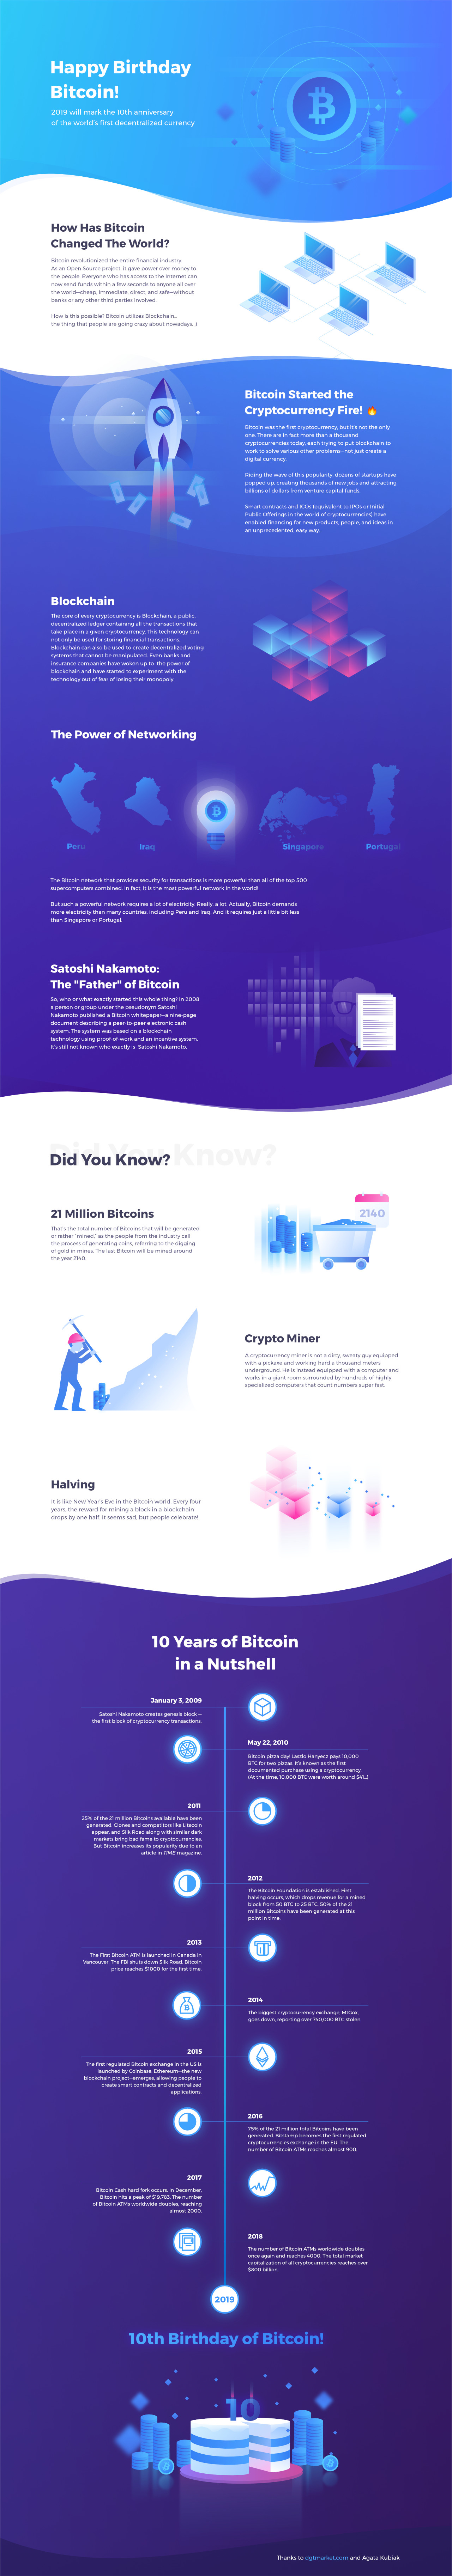 Happy Birthday
Bitcoin!
2019 will mark the 10th anniversary
of the world's first decentralized currency
How Has Bitcoin
Changed The World?
Bitcoin revolutionized the entire financial industry.
As an Open Source project, it gave power over money to
the people. Everyone who has access to the Internet can
now send funds within a few seconds to anyone all over
the world—cheap, immediate, direct, and safe—without
banks or any other third parties involved.
How is this possible? Bitcoin utilizes Blockchain...
the thing that people are going crazy about nowadays. ;)
Bitcoin Started the
Cryptocurrency Fire! 🔥
Bitcoin was the first cryptocurrency, but it's not the only
one. There are in fact more than a thousand
cryptocurrencies today, each trying to put blockchain to
work to solve various other problems—not just create a
digital currency.
Riding the wave of this popularity, dozens of startups have
popped up, creating thousands of new jobs and attracting
billions of dollars from venture capital funds.
Smart contracts and ICOs (equivalent to IPOs or Initial
Public Offerings in the world of cryptocurrencies) have
enabled financing for new products, people, and ideas in
an unprecedented, easy way.
Blockchain
The core of every cryptocurrency is Blockchain, a public,
decentralized ledger containing all the transactions that
take place in a given cryptocurrency. This technology can
not only be used for storing financial transactions.
Blockchain can also be used to create decentralized voting
systems that cannot be manipulated. Even banks and
insurance companies have woken up to the power of
blockchain and have started to experiment with the
technology out of fear of losing their monopoly.
The Power of Networking
Peru
Iraq
Singapore
Portugal
The Bitcoin network that provides security for transactions is more powerful than all of the top 500
supercomputers combined. In fact, it is the most powerful network in the world!
But such a powerful network requires a lot of electricity. Really, a lot. Actually, Bitcoin demands
more electricity than many countries, including Peru and Iraq. And it requires just a little bit less
than Singapore or Portugal.
Satoshi Nakamoto:
The "Father" of Bitcoin
So, who or what exactly started this whole thing? In 2008
a person or group under the pseudonym Satoshi
Nakamoto published a Bitcoin whitepaper—a nine-page
document describing a peer-to-peer electronic cash
system. The system was based on a blockchain
technology using proof-of-work and an incentive system.
It's still not known who exactly is Satoshi Nakamoto.
Did You Know?
Did You Know?
21 Million Bitcoins
That's the total number of Bitcoins that will be generated
or rather "mined," as the people from the industry call
the process of generating coins, referring to the digging
of gold in mines. The last Bitcoin will be mined around
the year 2140.
2140
Crypto Miner
A cryptocurrency miner is not a dirty, sweaty guy equipped
with a pickaxe and working hard a thousand meters
underground. He is instead equipped with a computer and
works in a giant room surrounded by hundreds of highly
specialized computers that count numbers super fast.
Halving
It is like New Year's Eve in the Bitcoin world. Every four
years, the reward for mining a block in a blockchain
drops by one half. It seems sad, but people celebrate!
10 Years of Bitcoin
in a Nutshell
January 3, 2009
Satoshi Nakamoto creates genesis block —
the first block of cryptocurrency transactions.
May 22, 2010
Bitcoin pizza day! Laszlo Hanyecz pays 10,000
BTC for two pizzas. It's known as the first
documented purchase using a cryptocurrency.
(At the time, 10,000 BTC were worth around $41...)
2011
25% of the 21 million Bitcoins available have been
generated. Clones and competitors like Litecoin
appear, and Silk Road along with similar dark
markets bring bad fame to cryptocurrencies.
But Bitcoin increases its popularity due to an
article in TIME magazine.
2012
The Bitcoin Foundation is established. First
halving occurs, which drops revenue for a mined
block from 50 BTC to 25 BTC. 50% of the 21
million Bitcoins have been generated at this
point in time.
2013
The First Bitcoin ATM is launched in Canada in
Vancouver. The FBI shuts down Silk Road. Bitcoin
price reaches $1000 for the first time.
2014
The biggest cryptocurrency exchange, MtGox,
goes down, reporting over 740,000 BTC stolen.
2015
The first regulated Bitcoin exchange in the US is
launched by Coinbase. Ethereum—the new
blockchain project—emerges, allowing people to
create smart contracts and decentralized
applications.
2016
75% of the 21 million total Bitcoins have been
generated. Bitstamp becomes the first regulated
cryptocurrencies exchange in the EU. The
number of Bitcoin ATMs reaches almost 900.
2017
Bitcoin Cash hard fork occurs. In December,
Bitcoin hits a peak of $19,783. The number
of Bitcoin ATMs worldwide doubles, reaching
almost 2000.
2018
The number of Bitcoin ATMs worldwide doubles
once again and reaches 4000. The total market
capitalization of all cryptocurrencies reaches over
$800 billion.
2019
10th Birthday of Bitcoin!
10
Thanks to dgtmarket.com and Agata Kubiak